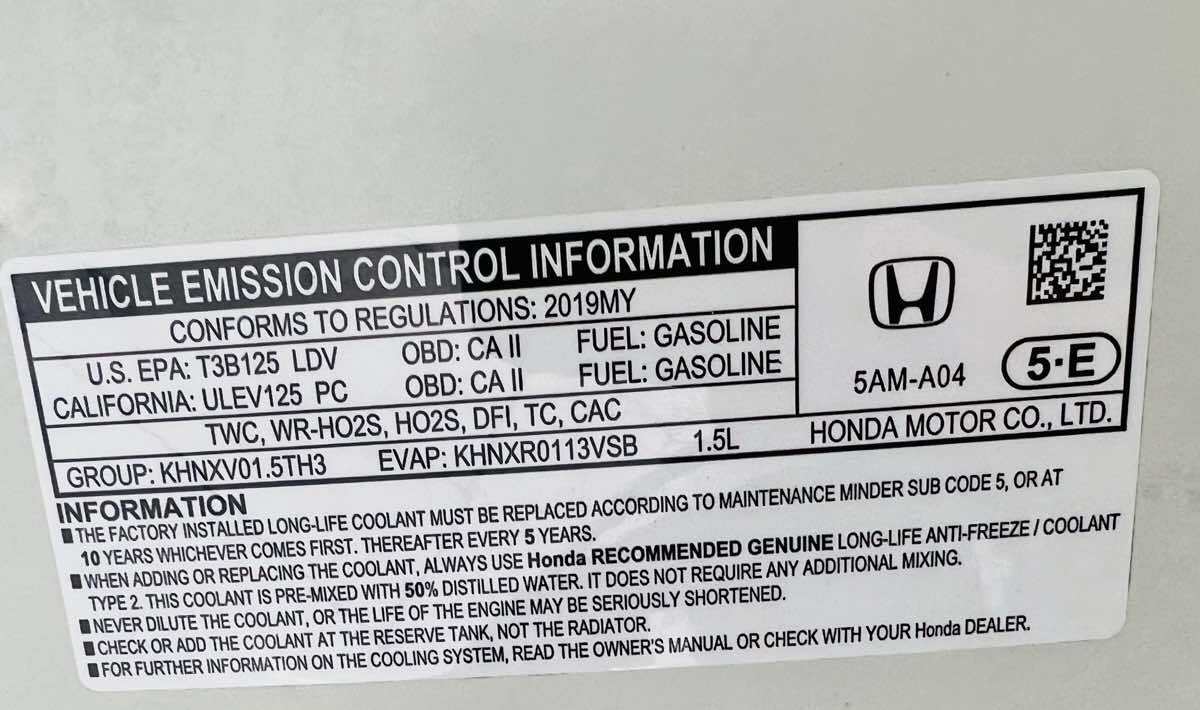 VEHICLE EMISSION CONTROL INFORMATION
CONFORMS TO REGULATIONS: 2019MY
U.S. EPA: T3B125 LDV OBD: CA II FUEL: GASOLINE
CALIFORNIA: ULEV125 PC OBD: CA II FUEL: GASOLINE
TWC, WR-HO2S, HO2S, DFI, TC, CAC
GROUP: KHNXV01.5TH3 EVAP: KHNXR0113VSB 1.5L
5AM-A04 5·E
HONDA MOTOR CO., LTD.
INFORMATION
■ THE FACTORY INSTALLED LONG-LIFE COOLANT MUST BE REPLACED ACCORDING TO MAINTENANCE MINDER SUB CODE 5, OR AT
10 YEARS WHICHEVER COMES FIRST. THEREAFTER EVERY 5 YEARS.
■ WHEN ADDING OR REPLACING THE COOLANT, ALWAYS USE Honda RECOMMENDED GENUINE LONG-LIFE ANTI-FREEZE / COOLANT
TYPE 2. THIS COOLANT IS PRE-MIXED WITH 50% DISTILLED WATER. IT DOES NOT REQUIRE ANY ADDITIONAL MIXING.
■ NEVER DILUTE THE COOLANT, OR THE LIFE OF THE ENGINE MAY BE SERIOUSLY SHORTENED.
■ CHECK OR ADD THE COOLANT AT THE RESERVE TANK, NOT THE RADIATOR.
■ FOR FURTHER INFORMATION ON THE COOLING SYSTEM, READ THE OWNER'S MANUAL OR CHECK WITH YOUR Honda DEALER.